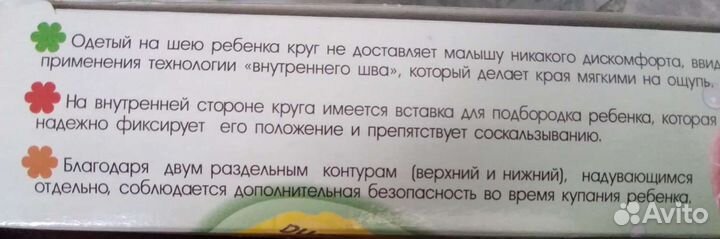 Одетый на шею ребенка круг не доставляет малышу никакого дискомфорта, ввид
применения технологии «внутреннего шва», который делает края мягкими на ощупь.
На внутренней стороне круга имеется вставка для подбородка ребенка, которая
надежно фиксирует его положение и препятствует соскальзыванию.
Благодаря двум раздельным контурам (верхний и нижний), надувающимся
отдельно, соблюдается дополнительная безопасность во время купания ребенка.
Avito